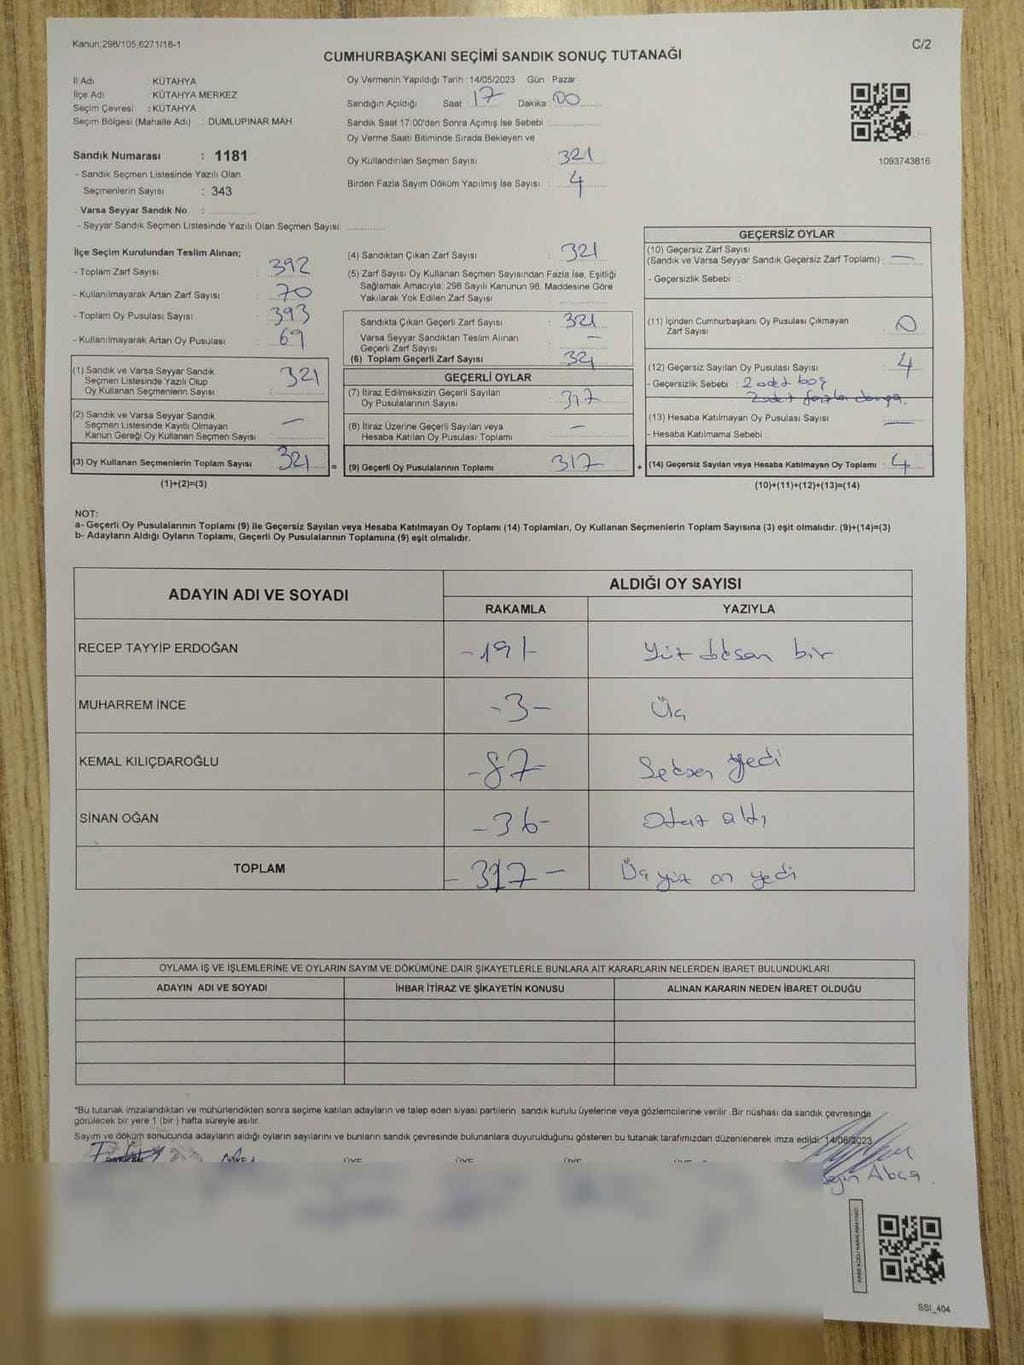 Kanun,298/105,6271/18-1
C/2
CUMHURBAŞKANI SEÇİMİ SANDIK SONUÇ TUTANAĞI
İl Adı : KÜTAHYA
İlçe Adı : KÜTAHYA MERKEZ
Seçim Çevresi : KÜTAHYA
Seçim Bölgesi (Mahalle Adı) : DUMLUPINAR MAH
Sandık Numarası : 1181
- Sandık Seçmen Listesinde Yazılı Olan
Seçmenlerin Sayısı : 343
Varsa Seyyar Sandık No :
- Seyyar Sandık Seçmen Listesinde Yazılı Olan Seçmen Sayısı
Oy Vermenin Yapıldığı Tarih :14/05/2023 Gün : Pazar
Sandığın Açıldığı Saat 17 Dakika 00
Sandık Saat 17:00'den Sonra Açımış İse Sebebi :
Oy Verme Saati Bitiminde Sırada Bekleyen ve
Oy Kullandırılan Seçmen Sayısı : 321
Birden Fazla Sayım Döküm Yapılmış İse Sayısı : 4
1093743816
İlçe Seçim Kurulundan Teslim Alınan;
- Toplam Zarf Sayısı : 392
- Kullanılmayarak Artan Zarf Sayısı : 70
- Toplam Oy Pusulası Sayısı : 393
- Kullanılmayarak Artan Oy Pusulası : 69
(1) Sandık ve Varsa Seyyar Sandık
Seçmen Listesinde Yazılı Olup
Oy Kullanan Seçmenlerin Sayısı : 321
(2) Sandık ve Varsa Seyyar Sandık
Seçmen Listesinde Kayıtlı Olmayan
Kanun Gereği Oy Kullanan Seçmen Sayısı : —
(3) Oy Kullanan Seçmenlerin Toplam Sayısı : 321
(1)+(2)=(3)
=
(4) Sandıktan Çıkan Zarf Sayısı : 321
(5) Zarf Sayısı Oy Kullanan Seçmen Sayısından Fazla İse, Eşitliği
Sağlamak Amacıyla; 298 Sayılı Kanunun 98. Maddesine Göre
Yakılarak Yok Edilen Zarf Sayısı :
Sandıkta Çıkan Geçerli Zarf Sayısı : 321
Varsa Seyyar Sandıktan Teslim Alınan
Geçerli Zarf Sayısı : —
(6) Toplam Geçerli Zarf Sayısı : 321
GEÇERLİ OYLAR
(7) İtiraz Edilmeksizin Geçerli Sayılan
Oy Pusulalarının Sayısı : 317
(8) İtiraz Üzerine Geçerli Sayılan veya
Hesaba Katılan Oy Pusulası Toplamı : —
(9) Geçerli Oy Pusulalarının Toplamı : 317
+
GEÇERSİZ OYLAR
(10) Geçersiz Zarf Sayısı
(Sandık ve Varsa Seyyar Sandık Geçersiz Zarf Toplamı) : —
- Geçersizlik Sebebi :
(11) İçinden Cumhurbaşkanı Oy Pusulası Çıkmayan
Zarf Sayısı : 0
(12) Geçersiz Sayılan Oy Pusulası Sayısı : 4
- Geçersizlik Sebebi : 2 adet boş
2 adet fazla damga.
(13) Hesaba Katılmayan Oy Pusulası Sayısı : —
- Hesaba Katılmama Sebebi :
(14) Geçersiz Sayılan veya Hesaba Katılmayan Oy Toplamı : 4
(10)+(11)+(12)+(13)=(14)
NOT:
a- Geçerli Oy Pusulalarının Toplamı (9) ile Geçersiz Sayılan veya Hesaba Katılmayan Oy Toplamı (14) Toplamları, Oy Kullanan Seçmenlerin Toplam Sayısına (3) eşit olmalıdır. (9)+(14)=(3)
b- Adayların Aldığı Oyların Toplamı, Geçerli Oy Pusulalarının Toplamına (9) eşit olmalıdır.
ADAYIN ADI VE SOYADI
ALDIĞI OY SAYISI
RAKAMLA
YAZIYLA
RECEP TAYYİP ERDOĞAN -191- Yüz doksan bir
MUHARREM İNCE -3- Üç
KEMAL KILIÇDAROĞLU -87- Seksen yedi
SİNAN OĞAN -36- Otuz altı
TOPLAM -317- Üç yüz on yedi
OYLAMA İŞ VE İŞLEMLERİNE VE OYLARIN SAYIM VE DÖKÜMÜNE DAİR ŞİKAYETLERLE BUNLARA AİT KARARLARIN NELERDEN İBARET BULUNDUKLARI
ADAYIN ADI VE SOYADI
İHBAR İTİRAZ VE ŞİKAYETİN KONUSU
ALINAN KARARIN NEDEN İBARET OLDUĞU
*Bu tutanak imzalandıktan ve mühürlendikten sonra seçime katılan adayların ve talep eden siyasi partilerin sandık kurulu üyelerine veya gözlemcilerine verilir .Bir nüshası da sandık çevresinde
görülecek bir yere 1 (bir ) hafta süreyle asılır.
Sayım ve döküm sonucunda adayların aldığı oyların sayılarını ve bunların sandık çevresinde bulunanlara duyurulduğunu gösteren bu tutanak tarafımızdan düzenlenerek imza edildi. 14/05/2023
ÜYE ÜYE ÜYE
SSI_404